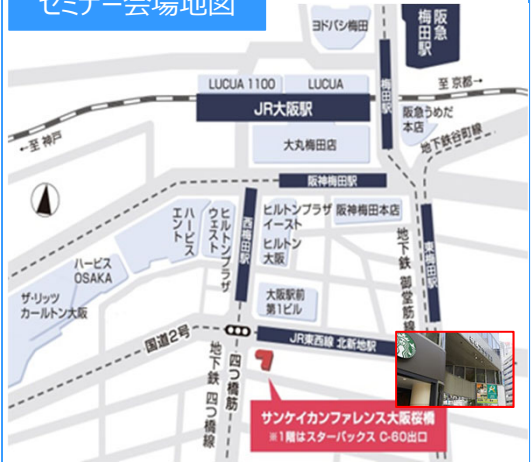 セミナー会場地図
ヨドバシ梅田
阪急
梅田駅
梅田駅
LUCUA 1100
LUCUA
至 京都→
JR大阪駅
阪急うめだ
本店
←至 神戸
大丸梅田店
地下鉄谷町線
阪神梅田駅
西梅田駅
ハービス
エント
ヒルトンプラザ
ウェスト
ヒルトンプラザ
イースト
阪神梅田本店
ヒルトン
大阪
東梅田駅
地下鉄 御堂筋線
ハービス
OSAKA
ザ・リッツ
カールトン大阪
大阪駅前
第1ビル
国道2号
JR東西線 北新地駅
地下鉄 四つ橋線
四つ橋筋
サンケイカンファレンス大阪桜橋
※1階はスターバックス C-60出口